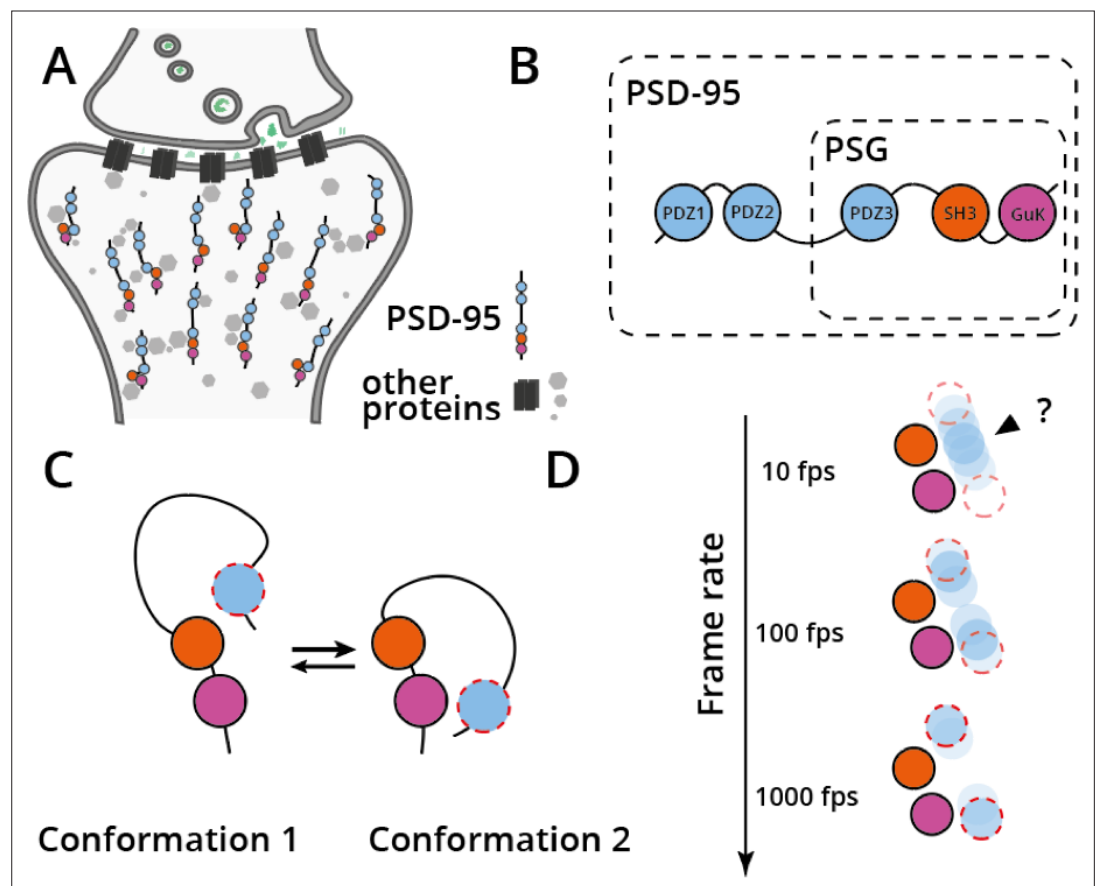 A
PSD-95
other
proteins
B
PSD-95
PSG
PDZ1
PDZ2
PDZ3
SH3
GuK
C
Conformation 1
Conformation 2
D
Frame rate
10 fps
?
100 fps
1000 fps